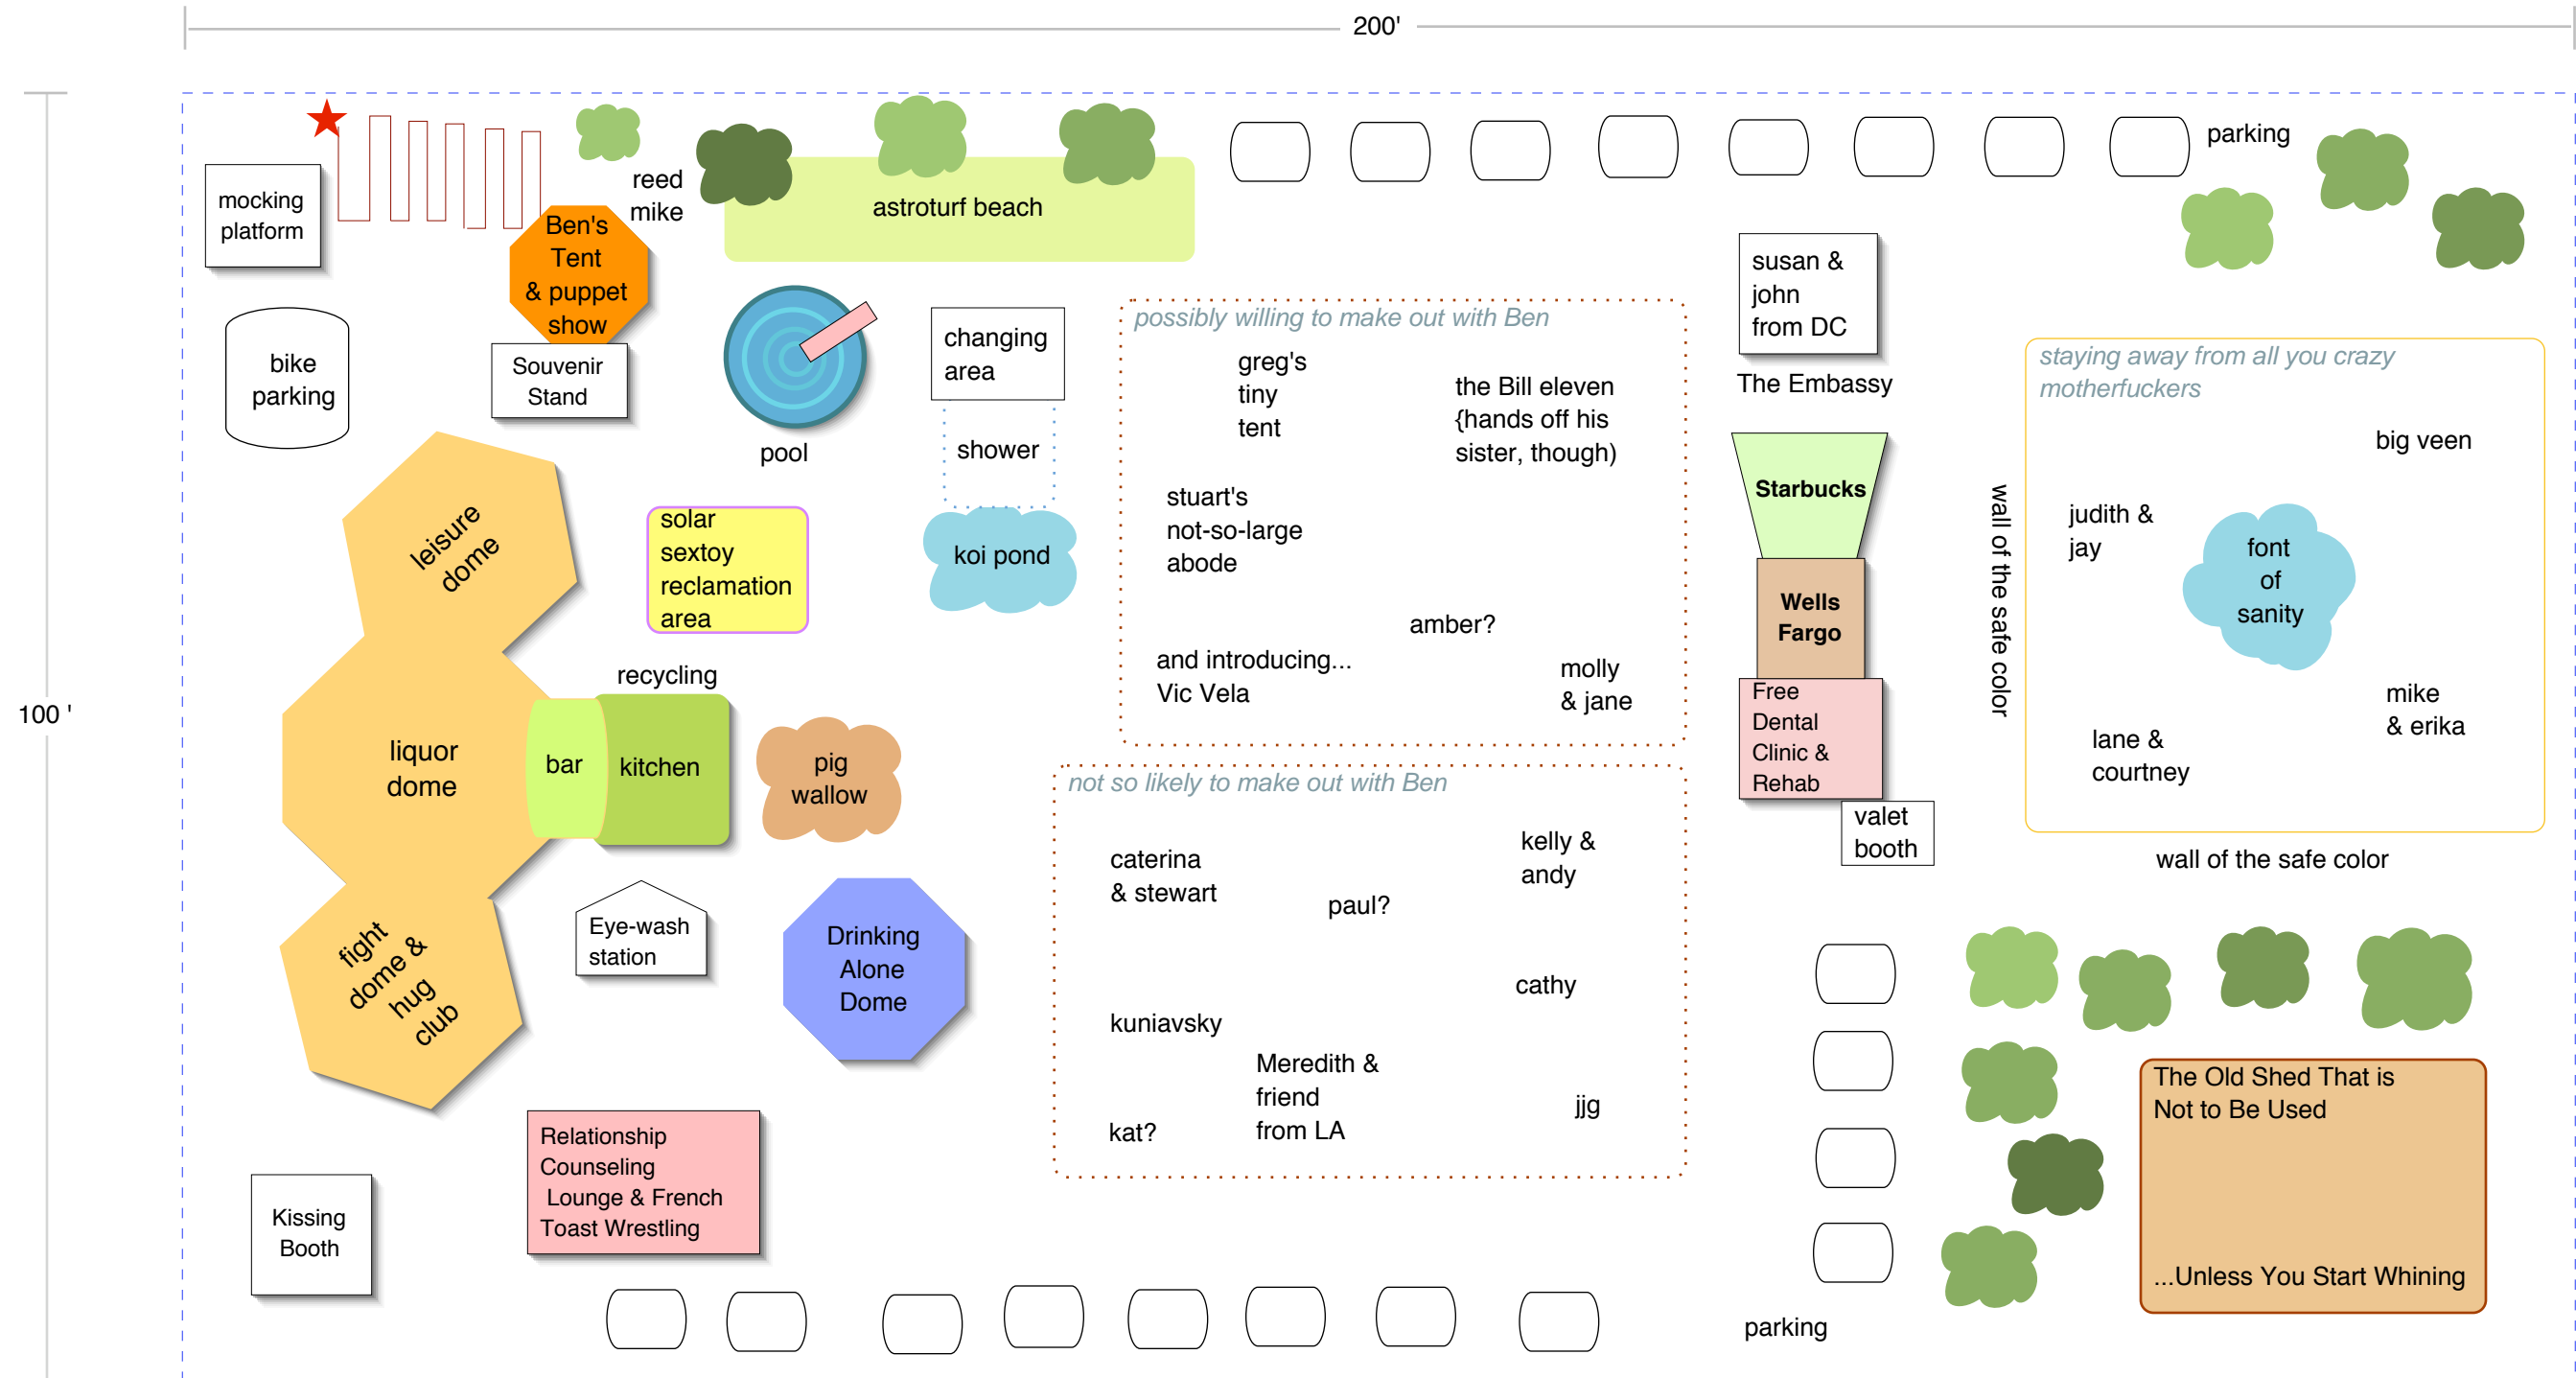 200'
100 '
mocking
platform
reed
mike
Ben's
Tent
& puppet
show
Souvenir
Stand
bike
parking
astroturf beach
pool
changing
area
shower
koi pond
solar
sextoy
reclamation
area
leisure
dome
liquor
dome
bar
recycling
kitchen
pig
wallow
fight
dome &
hug
club
Eye-wash
station
Drinking
Alone
Dome
Relationship
Counseling
Lounge & French
Toast Wrestling
Kissing
Booth
possibly willing to make out with Ben
greg's
tiny
tent
the Bill eleven
{hands off his
sister, though)
stuart's
not-so-large
abode
amber?
and introducing...
Vic Vela
molly
& jane
not so likely to make out with Ben
caterina
& stewart
paul?
kelly &
andy
cathy
kuniavsky
Meredith &
friend
from LA
kat?
jjg
parking
susan &
john
from DC
The Embassy
Starbucks
Wells
Fargo
Free
Dental
Clinic &
Rehab
valet
booth
wall of the safe color
staying away from all you crazy
motherfuckers
big veen
judith &
jay
font
of
sanity
mike
& erika
lane &
courtney
wall of the safe color
The Old Shed That is
Not to Be Used
...Unless You Start Whining
parking